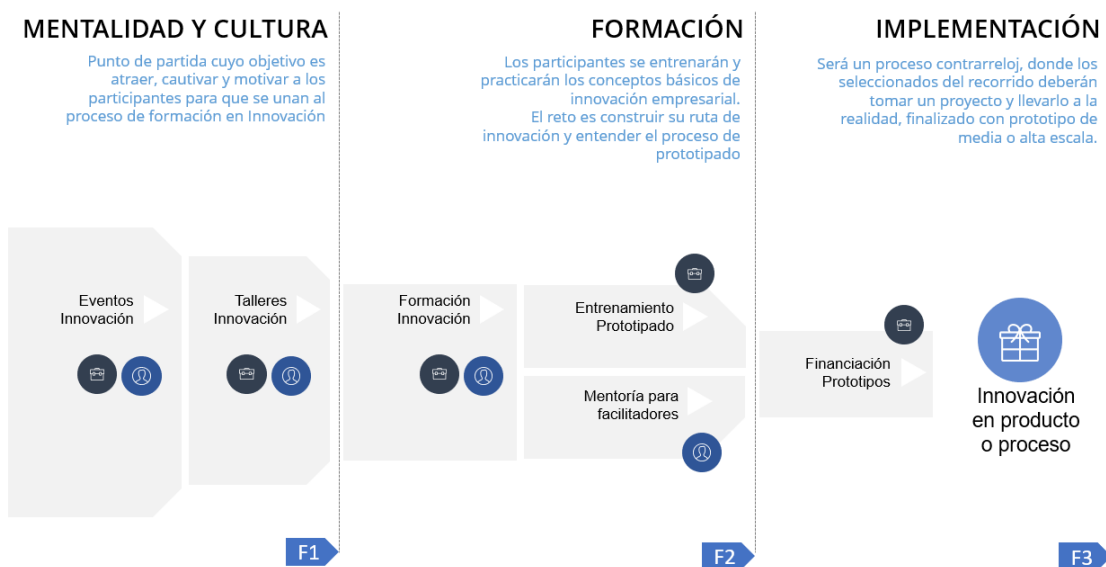 MENTALIDAD Y CULTURA
Punto de partida cuyo objetivo es
atraer, cautivar y motivar a los
participantes para que se unan al
proceso de formación en Innovación
FORMACIÓN
Los participantes se entrenarán y
practicarán los conceptos básicos de
innovación empresarial.
El reto es construir su ruta de
innovación y entender el proceso de
prototipado
IMPLEMENTACIÓN
Será un proceso contrarreloj, donde los
seleccionados del recorrido deberán
tomar un proyecto y llevarlo a la
realidad, finalizado con prototipo de
media o alta escala.
Eventos
Innovación
Talleres
Innovación
Formación
Innovación
Entrenamiento
Prototipado
Mentoría para
facilitadores
Financiación
Prototipos
Innovación
en producto
o proceso
F1
F2
F3